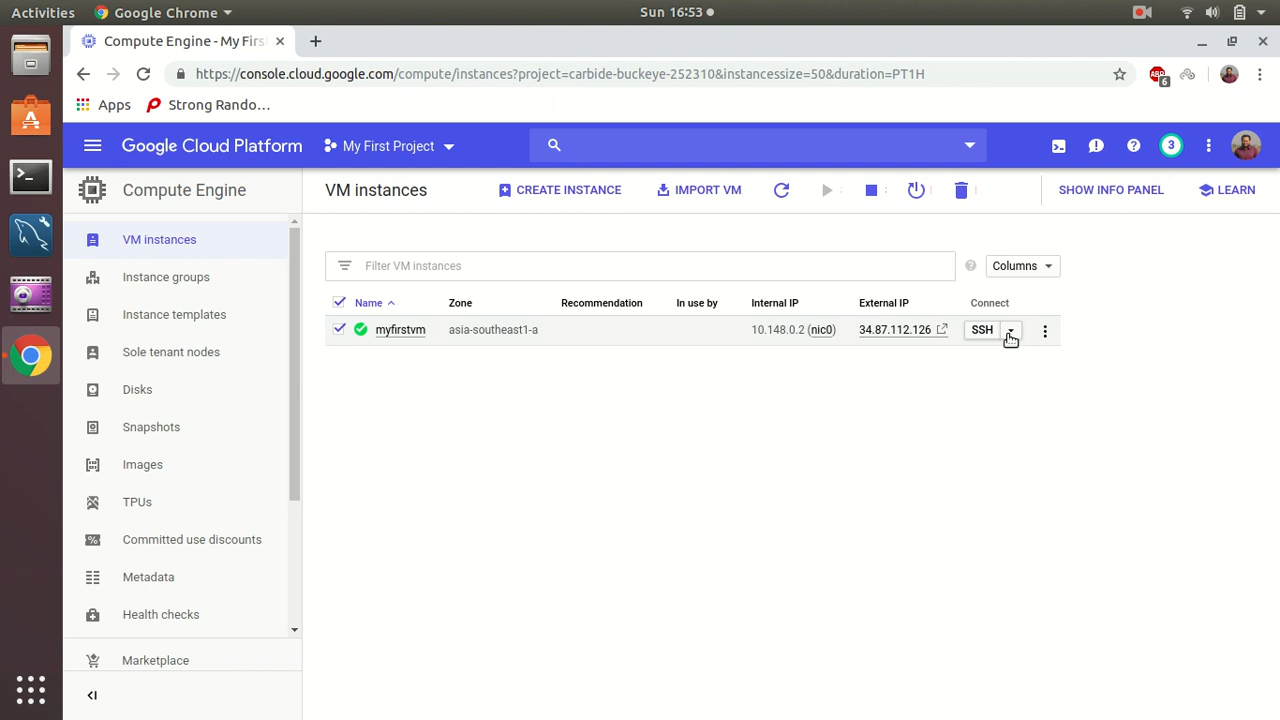 Activities Google Chrome Sun 16:53
Compute Engine - My Firs
https://console.cloud.google.com/compute/instances?project=carbide-buckeye-252310&instancessize=50&duration=PT1H
6
Apps Strong Rando...
Google Cloud Platform My First Project 3
Compute Engine VM instances CREATE INSTANCE IMPORT VM SHOW INFO PANEL LEARN
VM instances
Instance groups
Instance templates
Sole tenant nodes
Disks
Snapshots
Images
TPUs
Committed use discounts
Metadata
Health checks
Marketplace
Filter VM instances Columns
Name Zone Recommendation In use by Internal IP External IP Connect
myfirstvm asia-southeast1-a 10.148.0.2 (nic0) 34.87.112.126 SSH